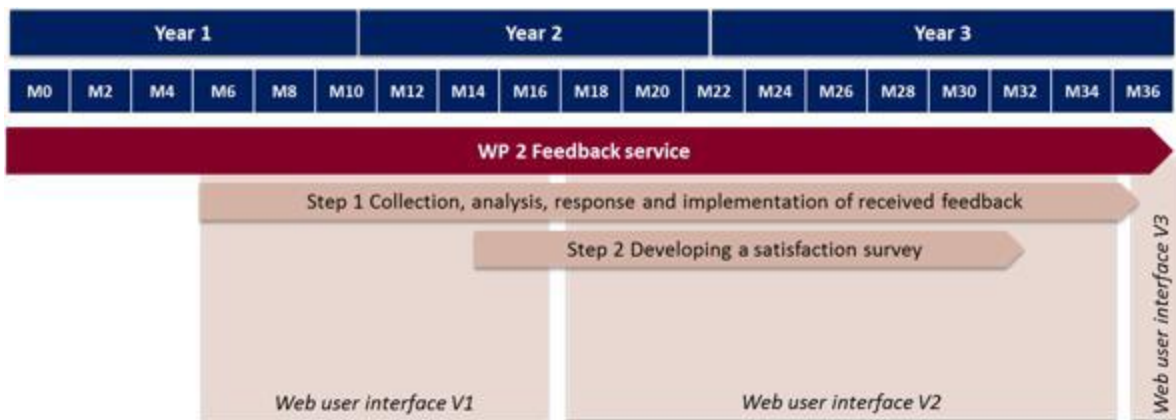 Year 1 Year 2 Year 3
M0 M2 M4 M6 M8 M10 M12 M14 M16 M18 M20 M22 M24 M26 M28 M30 M32 M34 M36
WP 2 Feedback service
Step 1 Collection, analysis, response and implementation of received feedback
Step 2 Developing a satisfaction survey
Web user interface V1
Web user interface V2
Web user interface V3